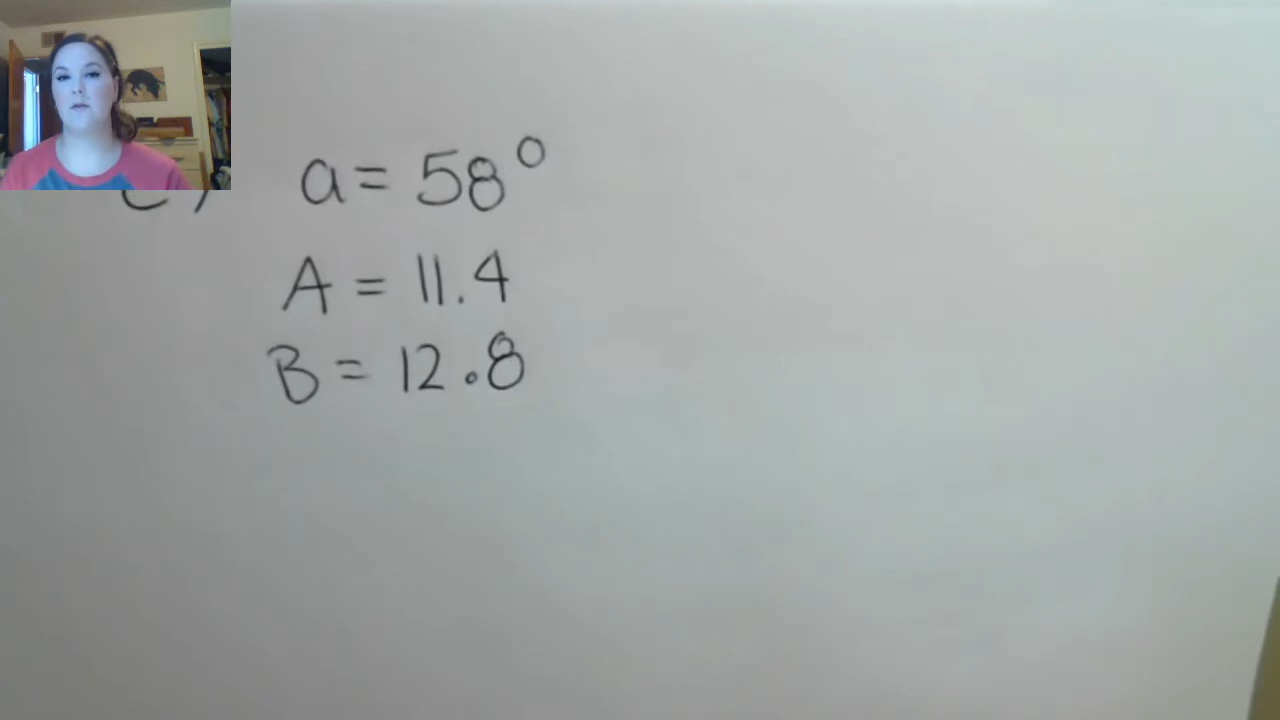 a = 58°
A = 11.4
B = 12.8